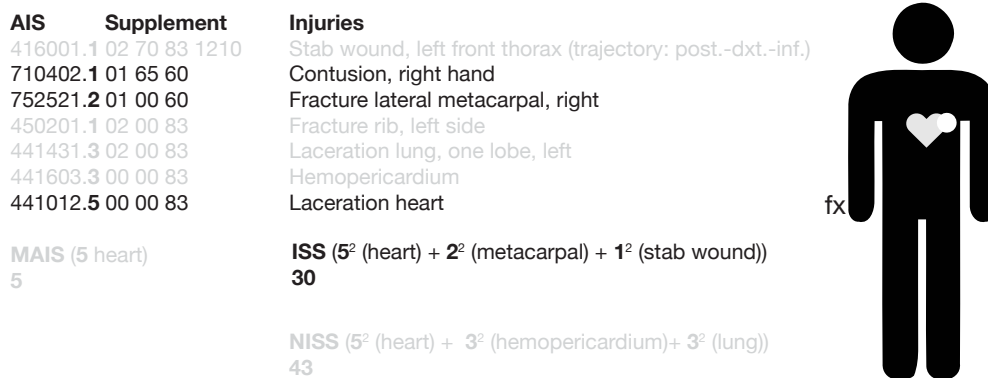 AIS Supplement Injuries
416001.1 02 70 83 1210 Stab wound, left front thorax (trajectory: post.-dxt.-inf.)
710402.1 01 65 60 Contusion, right hand
752521.2 01 00 60 Fracture lateral metacarpal, right
450201.1 02 00 83 Fracture rib, left side
441431.3 02 00 83 Laceration lung, one lobe, left
441603.3 00 00 83 Hemopericardium
441012.5 00 00 83 Laceration heart
fx
MAIS (5 heart)
5
ISS (5² (heart) + 2² (metacarpal) + 1² (stab wound))
30
NISS (5² (heart) + 3² (hemopericardium)+ 3² (lung))
43